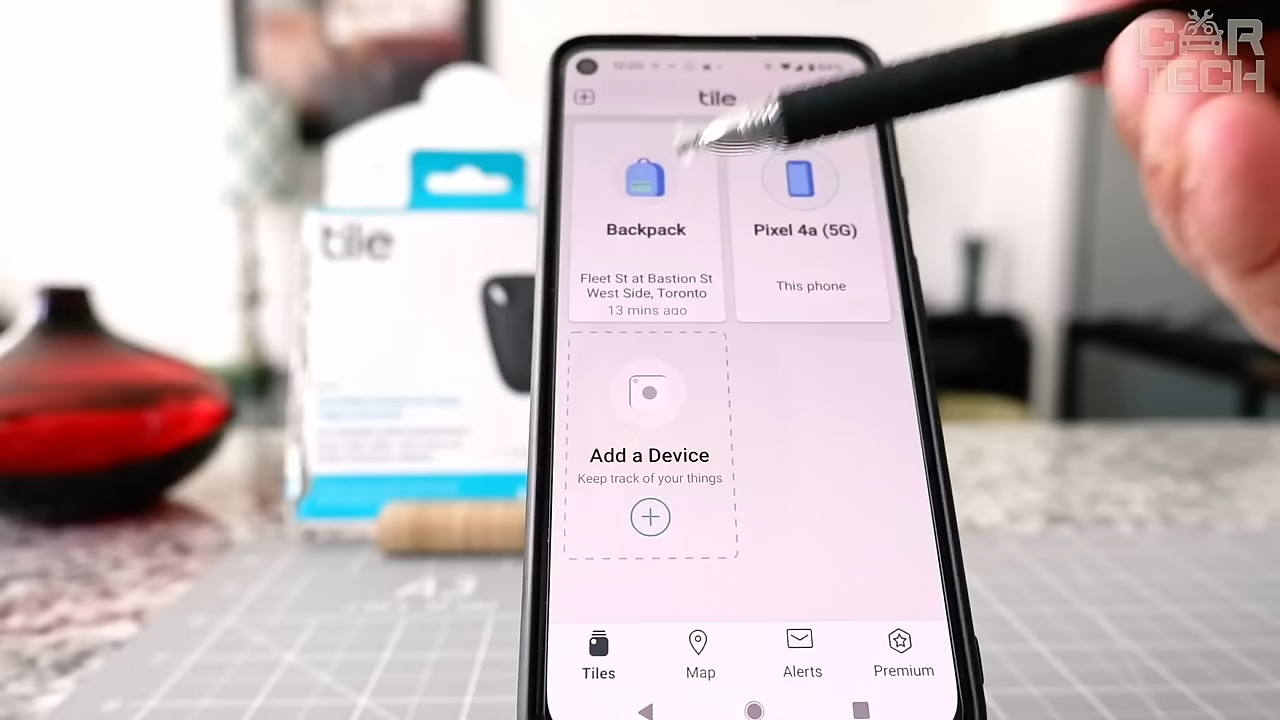 CAR
TECH
tile
tile
Backpack
Pixel 4a (5G)
Fleet St at Bastion St
West Side, Toronto
13 mins ago
This phone
Add a Device
Keep track of your things
A3
Tiles
Map
Alerts
Premium